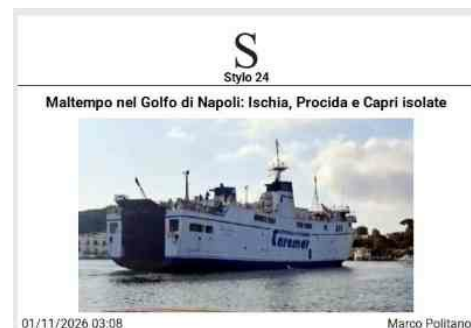 S
Stylo 24
Maltempo nel Golfo di Napoli: Ischia, Procida e Capri isolate
Caremar
01/11/2026 03:08
Marco Politano